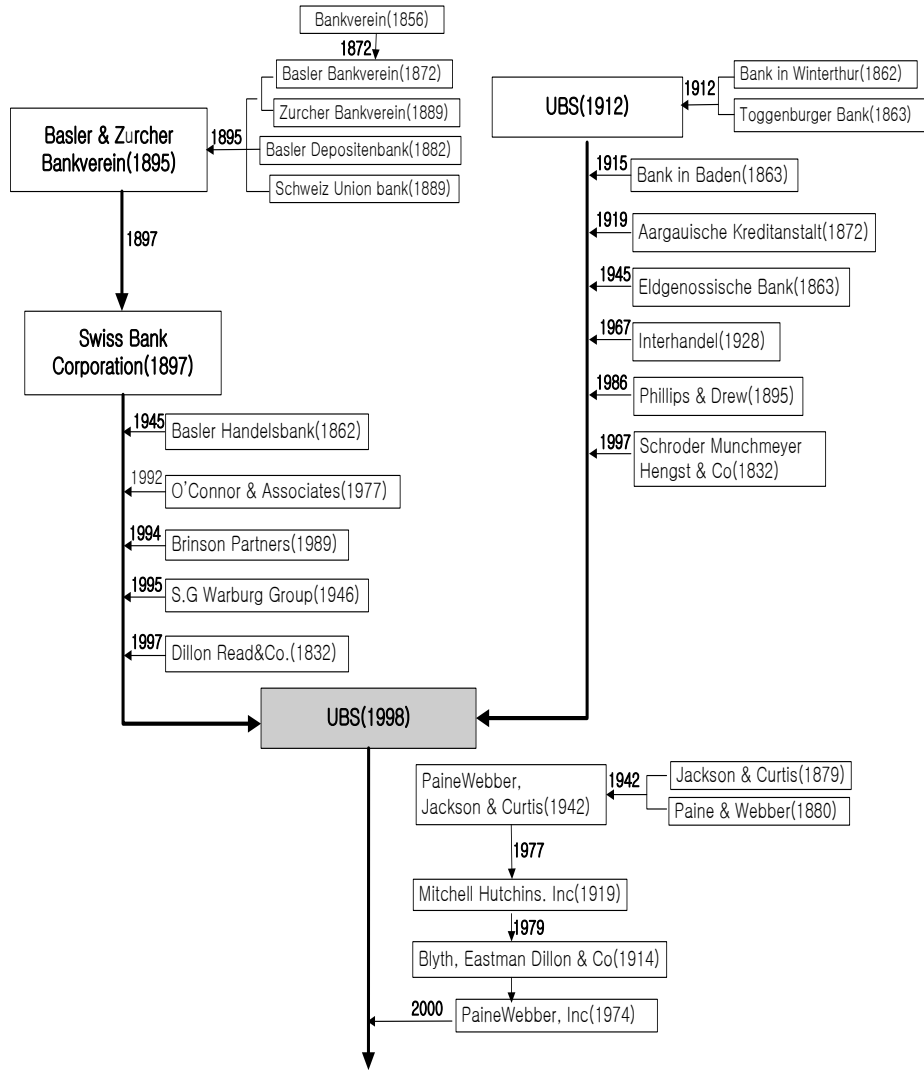 Bankverein(1856)
1872
Basler Bankverein(1872)
Zurcher Bankverein(1889)
Basler Depositenbank(1882)
Schweiz Union bank(1889)
1895
Basler & Zurcher
Bankverein(1895)
1897
Swiss Bank
Corporation(1897)
1945
Basler Handelsbank(1862)
1992
O'Connor & Associates(1977)
1994
Brinson Partners(1989)
1995
S.G Warburg Group(1946)
1997
Dillon Read&Co.(1832)
UBS(1912)
1912
Bank in Winterthur(1862)
Toggenburger Bank(1863)
1915
Bank in Baden(1863)
1919
Aargauische Kreditanstalt(1872)
1945
Eldgenossische Bank(1863)
1967
Interhandel(1928)
1986
Phillips & Drew(1895)
1997
Schroder Munchmeyer
Hengst & Co(1832)
UBS(1998)
PaineWebber,
Jackson & Curtis(1942)
1942
Jackson & Curtis(1879)
Paine & Webber(1880)
1977
Mitchell Hutchins. Inc(1919)
1979
Blyth, Eastman Dillon & Co(1914)
2000
PaineWebber, Inc(1974)